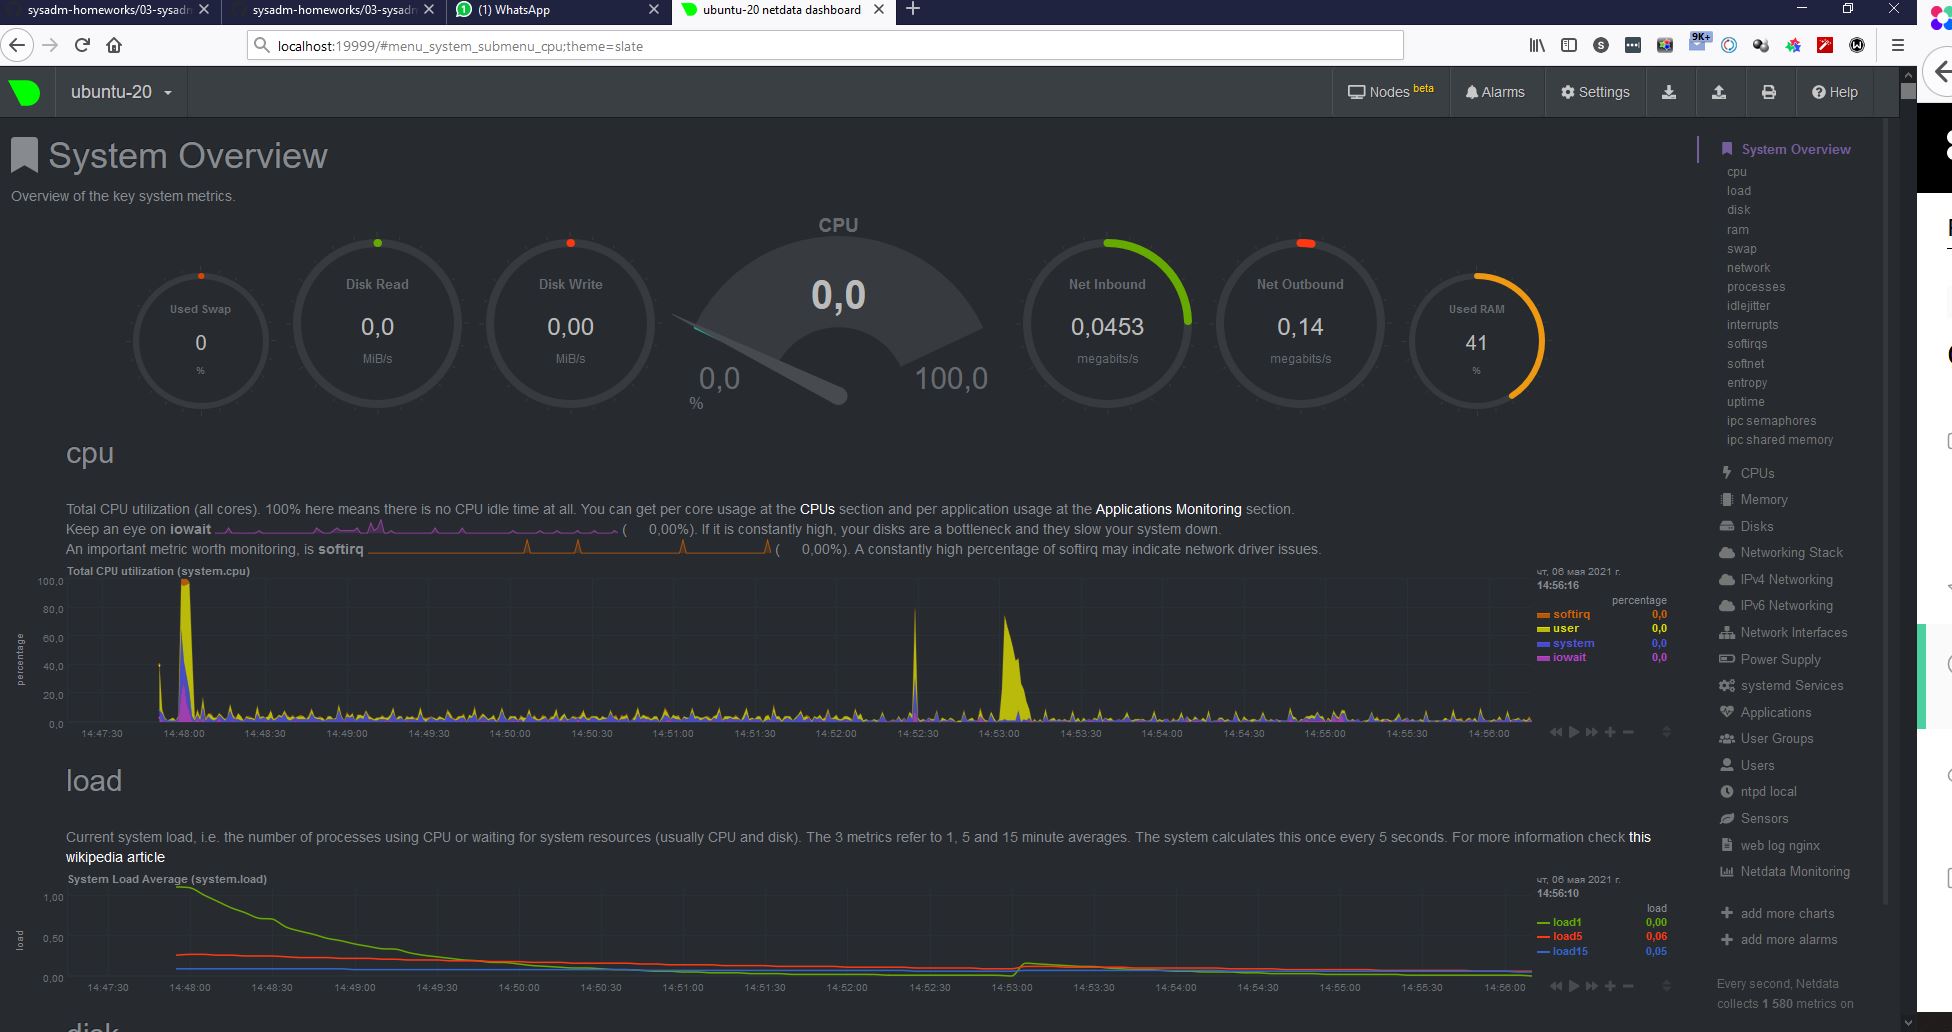 sysadm-homeworks/03-sysadn
sysadm-homeworks/03-sysadn
1 (1) WhatsApp
ubuntu-20 netdata dashboard
localhost:19999/#menu_system_submenu_cpu;theme=slate
S
9K+
ubuntu-20
Nodes beta
Alarms
Settings
Help
System Overview
Overview of the key system metrics.
Used Swap
0
%
Disk Read
0,0
MiB/s
Disk Write
0,00
MiB/s
CPU
0,0
0,0
100,0
%
Net Inbound
0,0453
megabits/s
Net Outbound
0,14
megabits/s
Used RAM
41
%
cpu
Total CPU utilization (all cores). 100% here means there is no CPU idle time at all. You can get per core usage at the CPUs section and per application usage at the Applications Monitoring section.
Keep an eye on iowait ( 0,00%). If it is constantly high, your disks are a bottleneck and they slow your system down.
An important metric worth monitoring, is softirq ( 0,00%). A constantly high percentage of softirq may indicate network driver issues.
Total CPU utilization (system.cpu)
percentage
100,0
80,0
60,0
40,0
20,0
0,0
14:47:30 14:48:00 14:48:30 14:49:00 14:49:30 14:50:00 14:50:30 14:51:00 14:51:30 14:52:00 14:52:30 14:53:00 14:53:30 14:54:00 14:54:30 14:55:00 14:55:30 14:56:00
чт, 06 мая 2021 г.
14:56:16
percentage
softirq 0,0
user 0,0
system 0,0
iowait 0,0
load
Current system load, i.e. the number of processes using CPU or waiting for system resources (usually CPU and disk). The 3 metrics refer to 1, 5 and 15 minute averages. The system calculates this once every 5 seconds. For more information check this
wikipedia article
System Load Average (system.load)
load
1,00
0,50
0,00
14:47:30 14:48:00 14:48:30 14:49:00 14:49:30 14:50:00 14:50:30 14:51:00 14:51:30 14:52:00 14:52:30 14:53:00 14:53:30 14:54:00 14:54:30 14:55:00 14:55:30 14:56:00
чт, 06 мая 2021 г.
14:56:10
load
load1 0,00
load5 0,06
load15 0,05
disk
System Overview
cpu
load
disk
ram
swap
network
processes
idlejitter
interrupts
softirqs
softnet
entropy
uptime
ipc semaphores
ipc shared memory
CPUs
Memory
Disks
Networking Stack
IPv4 Networking
IPv6 Networking
Network Interfaces
Power Supply
systemd Services
Applications
User Groups
Users
ntpd local
Sensors
web log nginx
Netdata Monitoring
add more charts
add more alarms
Every second, Netdata
collects 1 580 metrics on